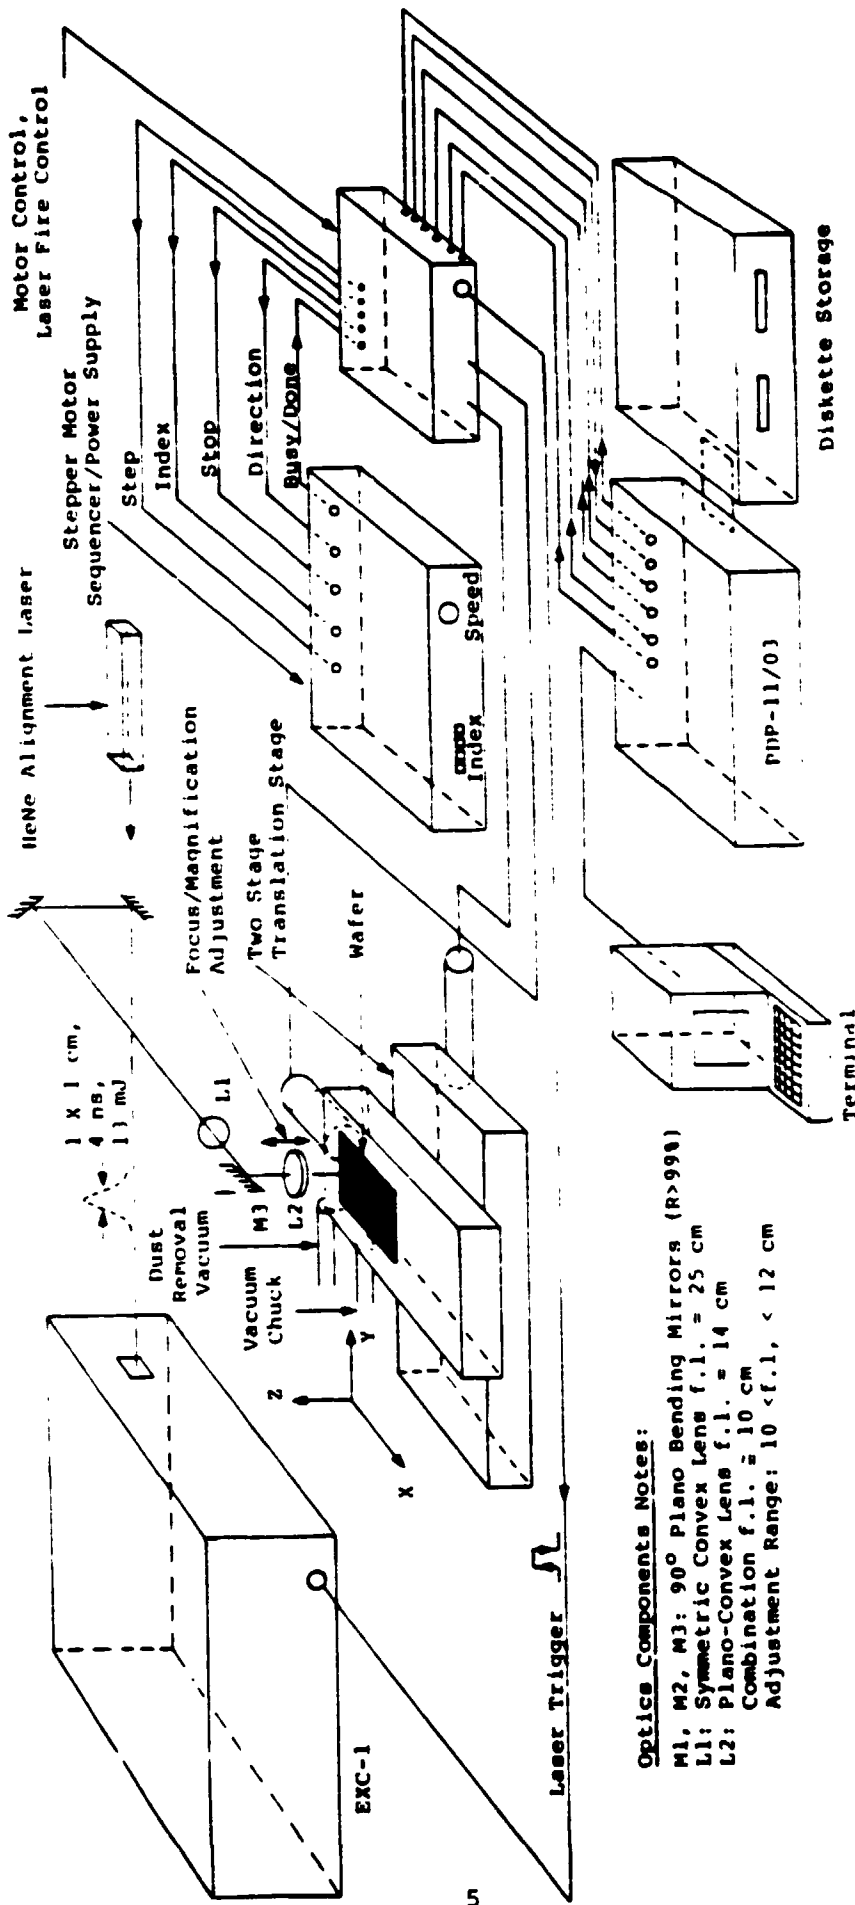 Motor Control,
Laser Fire Control
Stepper Motor
Sequencer/Power Supply
HeNe Alignment Laser
Step
Index
Stop
Direction
Busy/Done
1 X 1 cm,
4 ns,
13 mJ
Focus/Magnification
Adjustment
Two Stage
Translation Stage
Wafer
L1
M3
L2
Dust
Removal
Vacuum
Vacuum
Chuck
Z
Y
X
EXC-1
Index
Speed
Laser Trigger
PDP-11/03
Diskette Storage
Terminal
Optics Components Notes:
M1, M2, M3: 90° Plano Bending Mirrors (R>99%)
L1: Symmetric Convex Lens f.l. = 25 cm
L2: Plano-Convex Lens f.l. = 14 cm
Combination f.l. ≅ 10 cm
Adjustment Range: 10 <f.l. < 12 cm
5